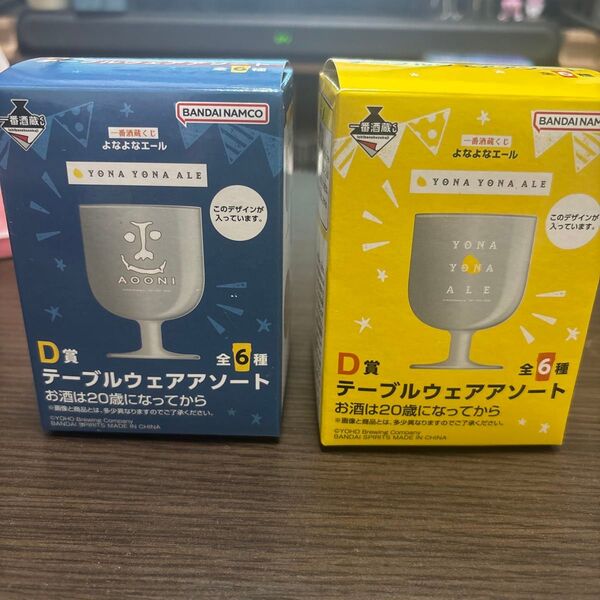 一番酒蔵くじ
ichibansakagurakuji
BANDAI NAMCO
一番酒蔵くじ
よなよなエール
YONA YONA ALE
このデザインが
入っています。
AOONI
D賞
全6種
テーブルウェアアソート
お酒は20歳になってから
※画像と商品とは、多少異なりますのでご了承ください。
©YOHO Brewing Company
BANDAI SPIRITS MADE IN CHINA
一番酒蔵くじ
BANDAI NAM
一番酒蔵くじ
よなよなエール
YONA YONA ALE
このデザインが
入っています。
YONA
YONA
ALE
D賞
全6種
テーブルウェアアソート
お酒は20歳になってから
※画像と商品とは、多少異なりますのでご了承ください。
©YOHO Brewing Company
BANDAI SPIRITS MADE IN CHINA